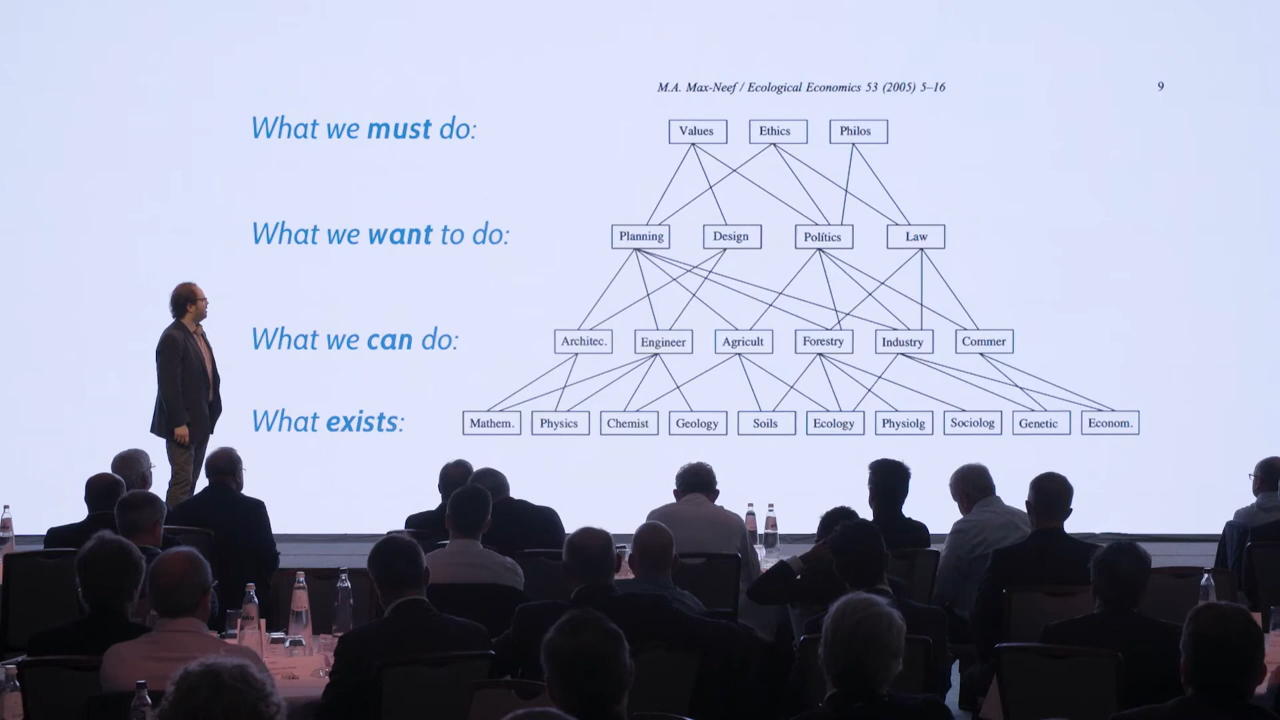 M.A. Max-Neef / Ecological Economics 53 (2005) 5–16 9
What we must do: Values Ethics Philos
What we want to do: Planning Design Polítics Law
What we can do: Architec. Engineer Agricult Forestry Industry Commer
What exists: Mathem. Physics Chemist Geology Soils Ecology Physiolg Sociolog Genetic Econom.